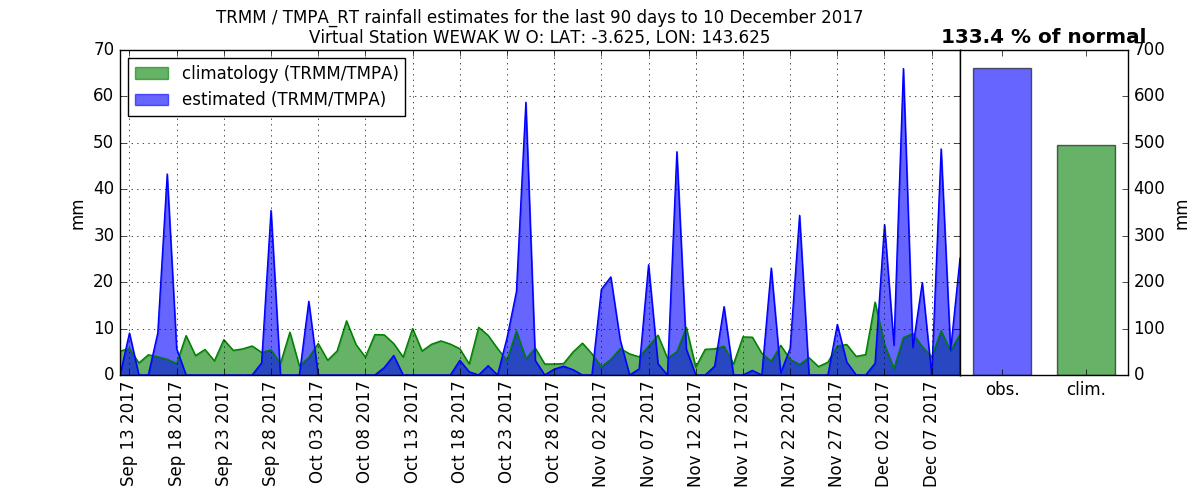 TRMM / TMPA_RT rainfall estimates for the last 90 days to 10 December 2017
Virtual Station WEWAK W O: LAT: -3.625, LON: 143.625
133.4 % of normal
climatology (TRMM/TMPA)
estimated (TRMM/TMPA)
70
60
50
40
30
20
10
0
mm
Sep 13 2017
Sep 18 2017
Sep 23 2017
Sep 28 2017
Oct 03 2017
Oct 08 2017
Oct 13 2017
Oct 18 2017
Oct 23 2017
Oct 28 2017
Nov 02 2017
Nov 07 2017
Nov 12 2017
Nov 17 2017
Nov 22 2017
Nov 27 2017
Dec 02 2017
Dec 07 2017
obs.
clim.
700
600
500
400
300
200
100
0
mm